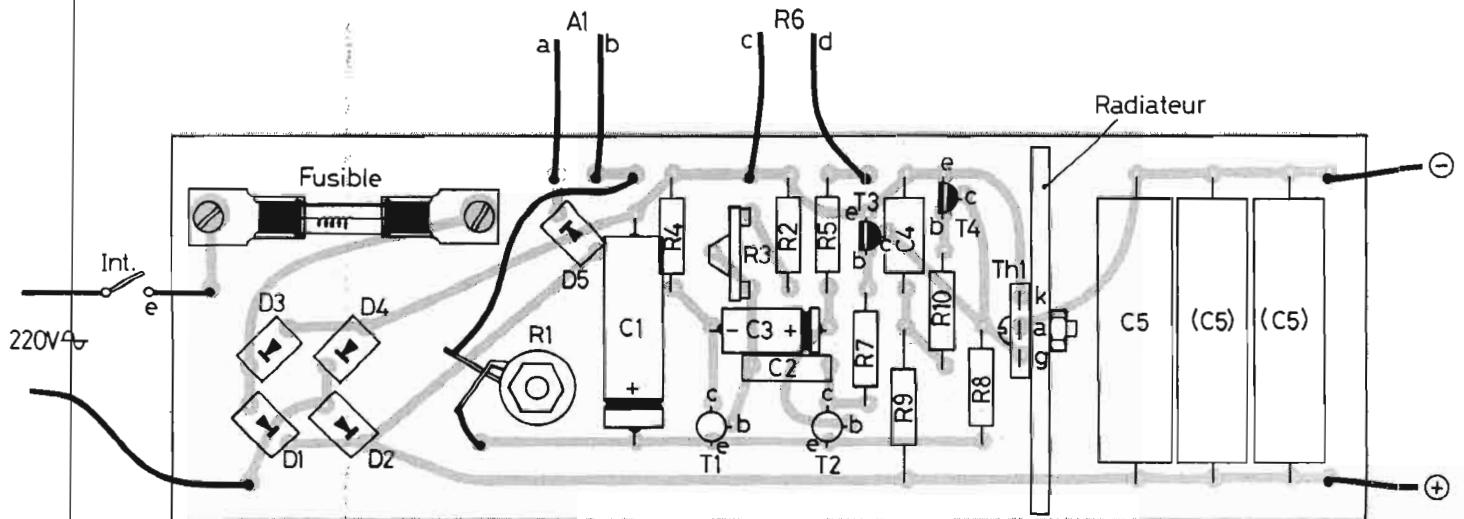 A1
R6
a
b
c
d
Radiateur
Fusible
Int.
e
220V
D3
D4
D5
D1
D2
R1
C1
+
R4
R3
R2
R5
- C3 +
C2
T3
e
b
c
C4
e
c
b
T4
R10
R7
R9
R8
Th1
k
a
g
c
b
e
T1
c
b
e
T2
C5
(C5)
(C5)
-
+